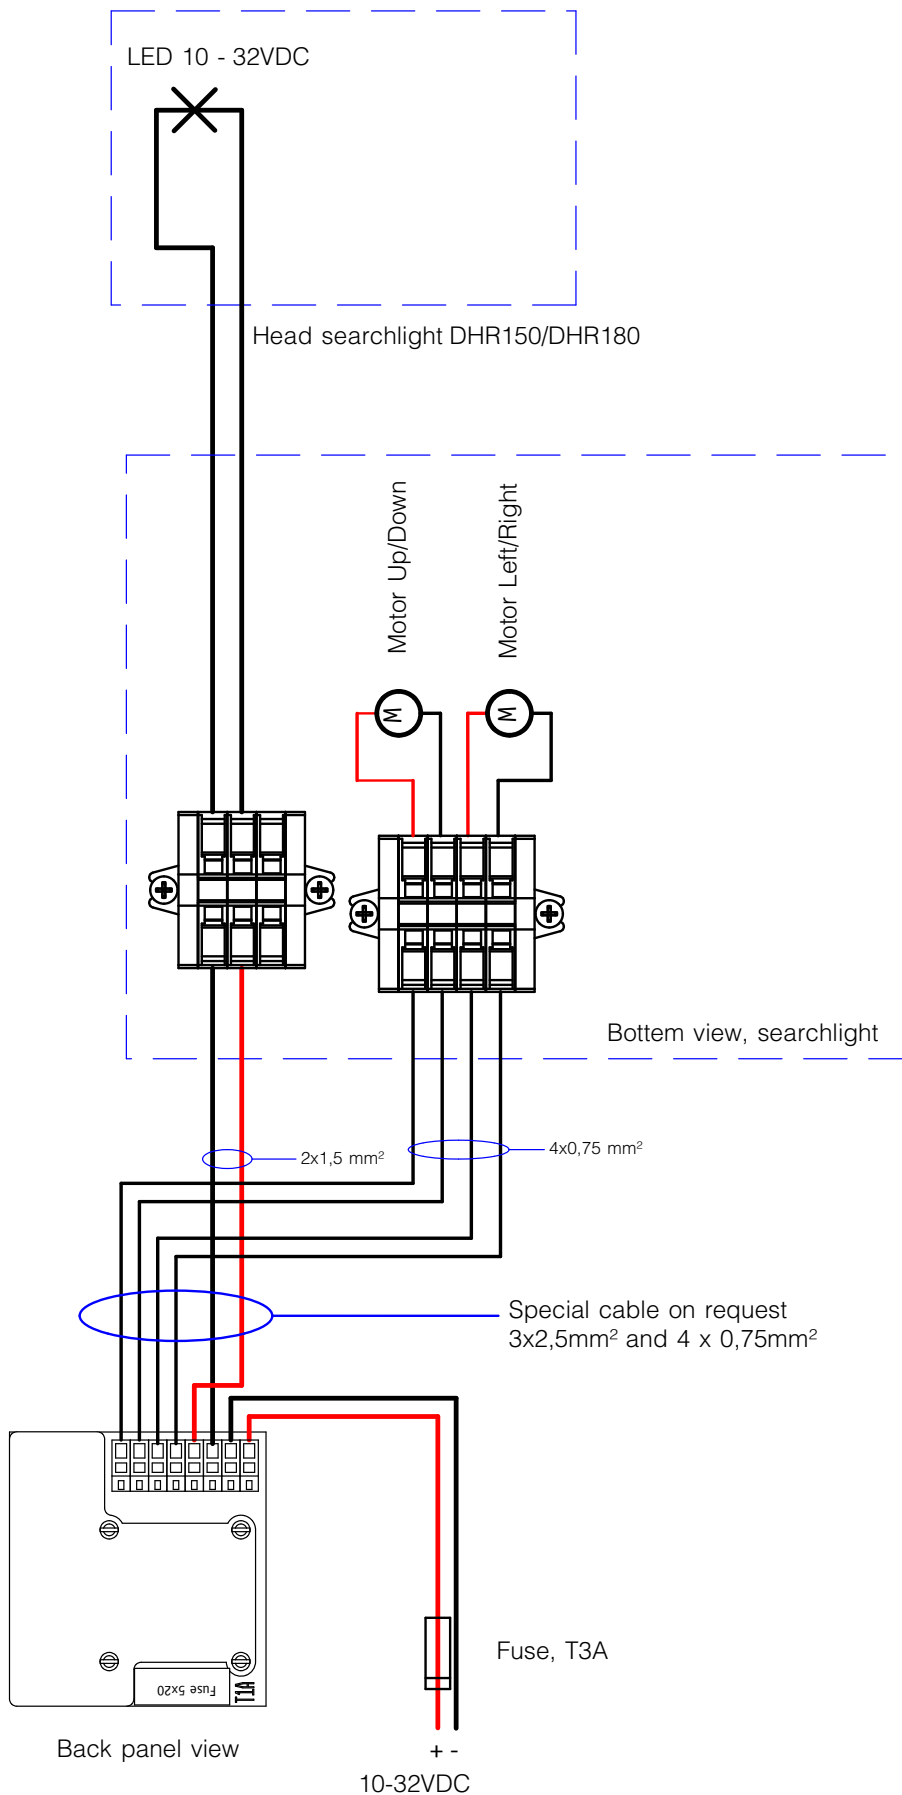 LED 10 - 32VDC
Head searchlight DHR150/DHR180
Motor Up/Down
Motor Left/Right
M
M
Bottem view, searchlight
2x1,5 mm²
4x0,75 mm²
Special cable on request
3x2,5mm² and 4 x 0,75mm²
Fuse, T3A
Fuse 5x20
T1A
Back panel view
+ -
10-32VDC